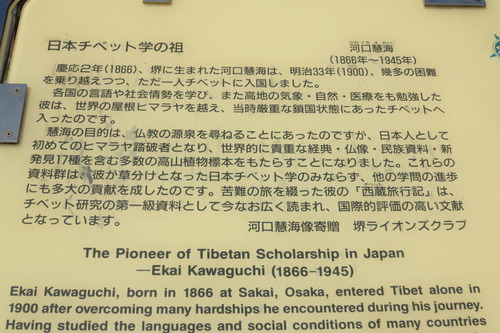 日本チベット学の祖
河口慧海
(1866年〜1945年)
慶応2年(1866)、堺に生まれた河口慧海は、明治33年(1900)、幾多の困難
を乗り越えつつ、ただ一人チベットに入国しました。
各国の言語や社会情勢を学び、また高地の気象・自然・医療をも勉強した
彼は、世界の屋根ヒマラヤを越え、当時厳重な鎖国状態にあったチベットへ
入ったのです。
慧海の目的は、仏教の源泉を尋ねることにあったのですが、日本人として
初めてのヒマラヤ踏破者となり、世界的に貴重な経典・仏像・民族資料・新
発見17種を含む多数の高山植物標本をもたらすことになりました。これらの
資料群は、彼が草分けとなった日本チベット学のみならず、他の学問の進歩
にも多大の貢献を成したのです。苦難の旅を綴った彼の「西蔵旅行記」は、
チベット研究の第一級資料として今なお広く読まれ、国際的評価の高い文献
となっています。
河口慧海像寄贈 堺ライオンズクラブ
The Pioneer of Tibetan Scholarship in Japan
—Ekai Kawaguchi (1866-1945)
Ekai Kawaguchi, born in 1866 at Sakai, Osaka, entered Tibet alone in
1900 after overcoming many hardships he encountered during his journey.
Having studied the languages and social conditions of many countries